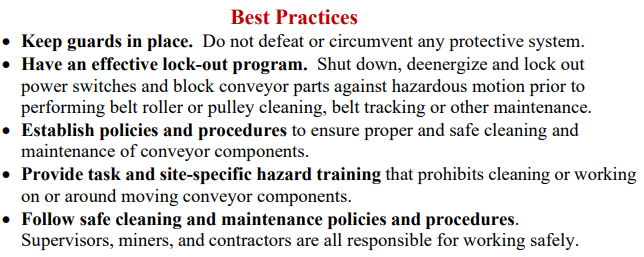 Best Practices
• Keep guards in place.  Do not defeat or circumvent any protective system.
• Have an effective lock-out program.  Shut down, deenergize and lock out
power switches and block conveyor parts against hazardous motion prior to
performing belt roller or pulley cleaning, belt tracking or other maintenance.
• Establish policies and procedures to ensure proper and safe cleaning and
maintenance of conveyor components.
• Provide task and site-specific hazard training that prohibits cleaning or working
on or around moving conveyor components.
• Follow safe cleaning and maintenance policies and procedures.
Supervisors, miners, and contractors are all responsible for working safely.